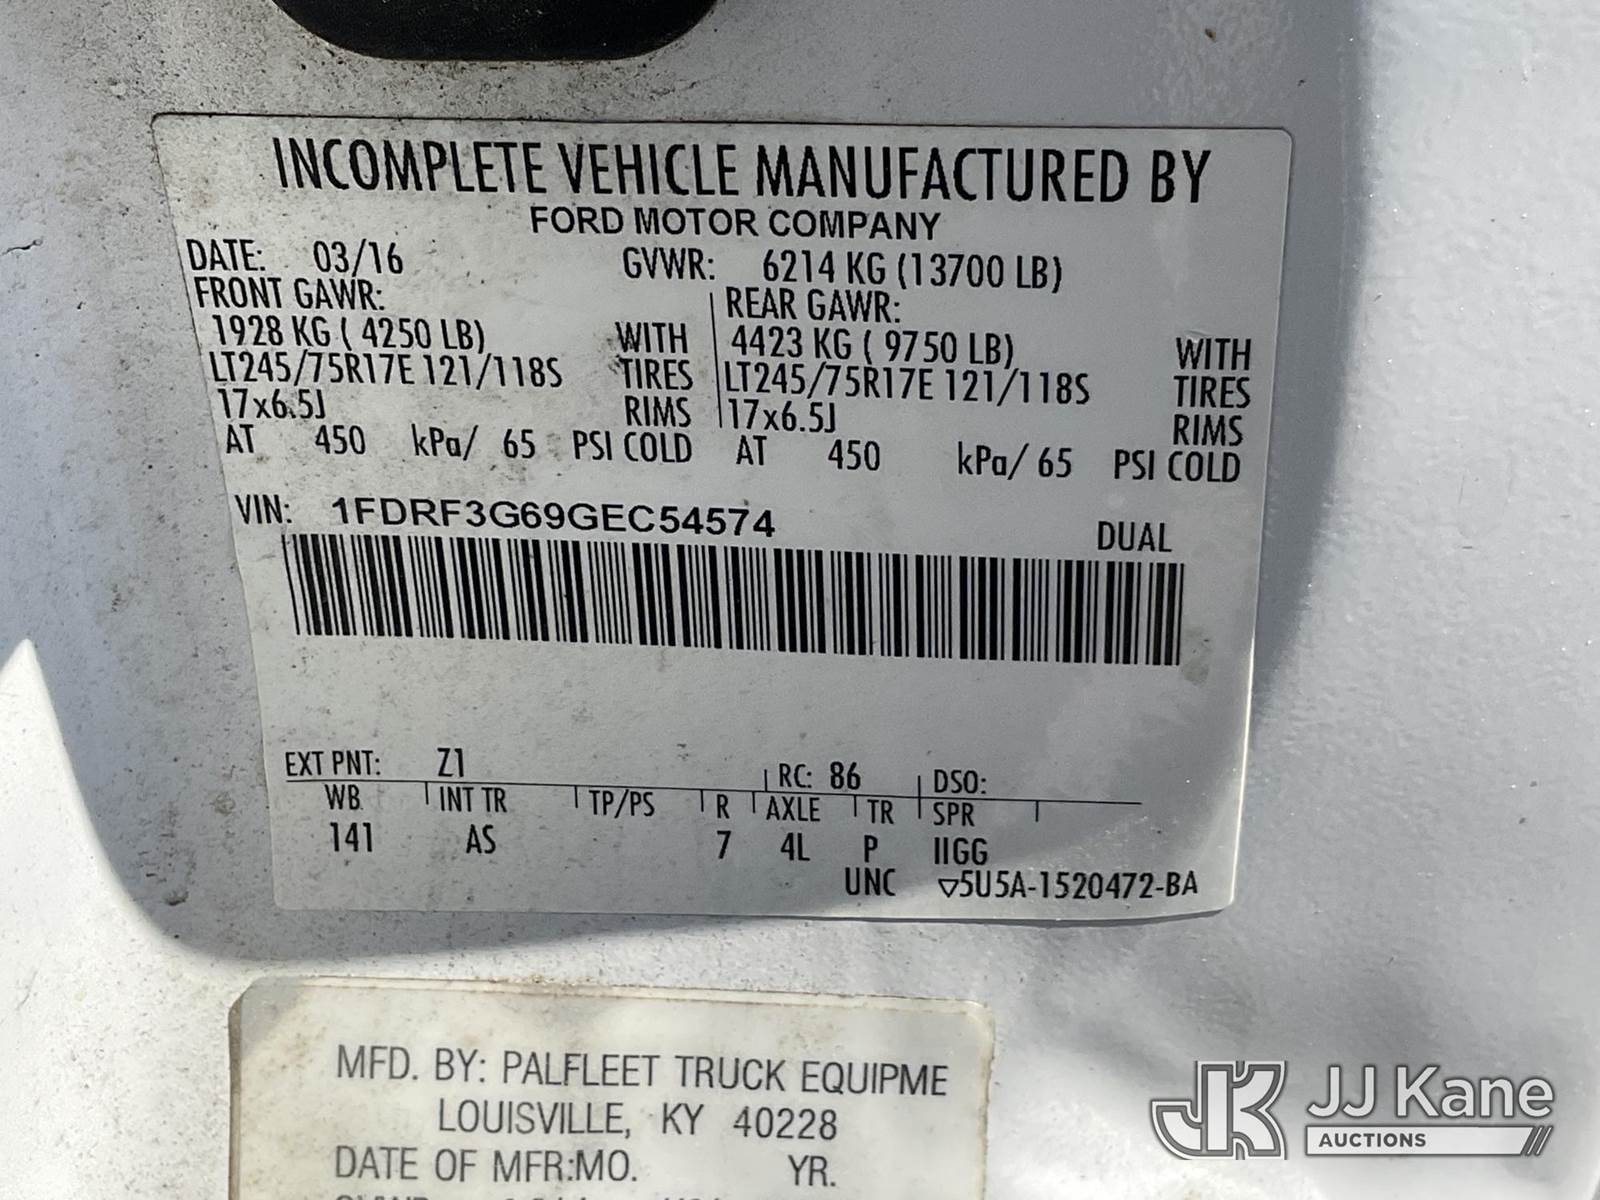 INCOMPLETE VEHICLE MANUFACTURED BY
FORD MOTOR COMPANY
DATE: 03/16 GVWR: 6214 KG (13700 LB)
FRONT GAWR: REAR GAWR:
1928 KG ( 4250 LB) WITH 4423 KG ( 9750 LB) WITH
LT245/75R17E 121/118S TIRES LT245/75R17E 121/118S TIRES
17x6.5J RIMS 17x6.5J RIMS
AT 450 kPa/ 65 PSI COLD AT 450 kPa/ 65 PSI COLD
VIN: 1FDRF3G69GEC54574 DUAL
EXT PNT: Z1 RC: 86 DSO:
WB INT TR TP/PS R AXLE TR SPR
141 AS 7 4L P IIGG
UNC ▽5U5A-1520472-BA
MFD. BY: PALFLEET TRUCK EQUIPME
LOUISVILLE, KY 40228
DATE OF MFR:MO. YR.
JK JJ Kane
AUCTIONS